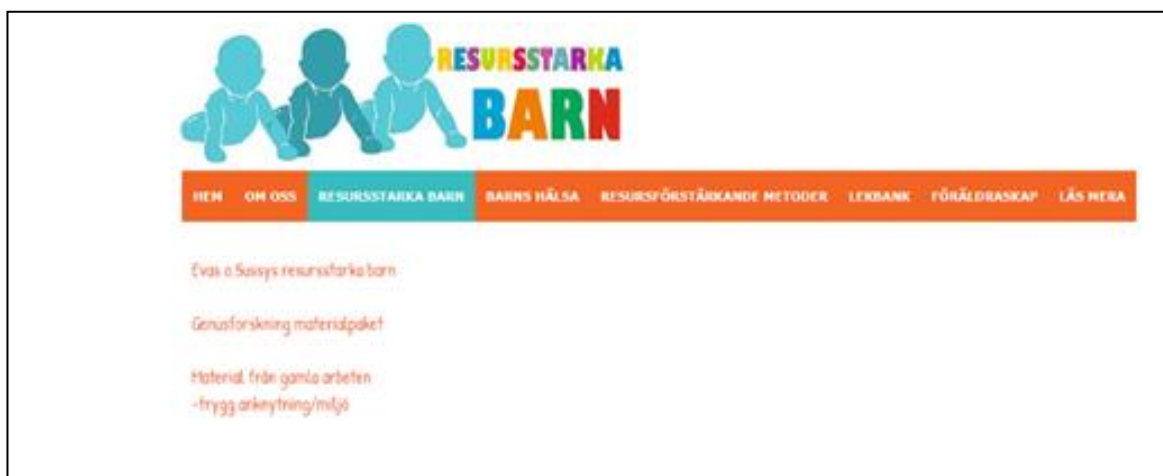 RESURSSTARKA
BARN
HEM OM OSS RESURSSTARKA BARN BARNS HÄLSA RESURSFÖRSTÄRKANDE METODER LEKBANK FÖRÄLDRASKAP LÄS MERA
Evas o Sussys resursstarka barn
Genusforskning materialpaket
Material från gamla arbeten
-trygg anknytning/miljö